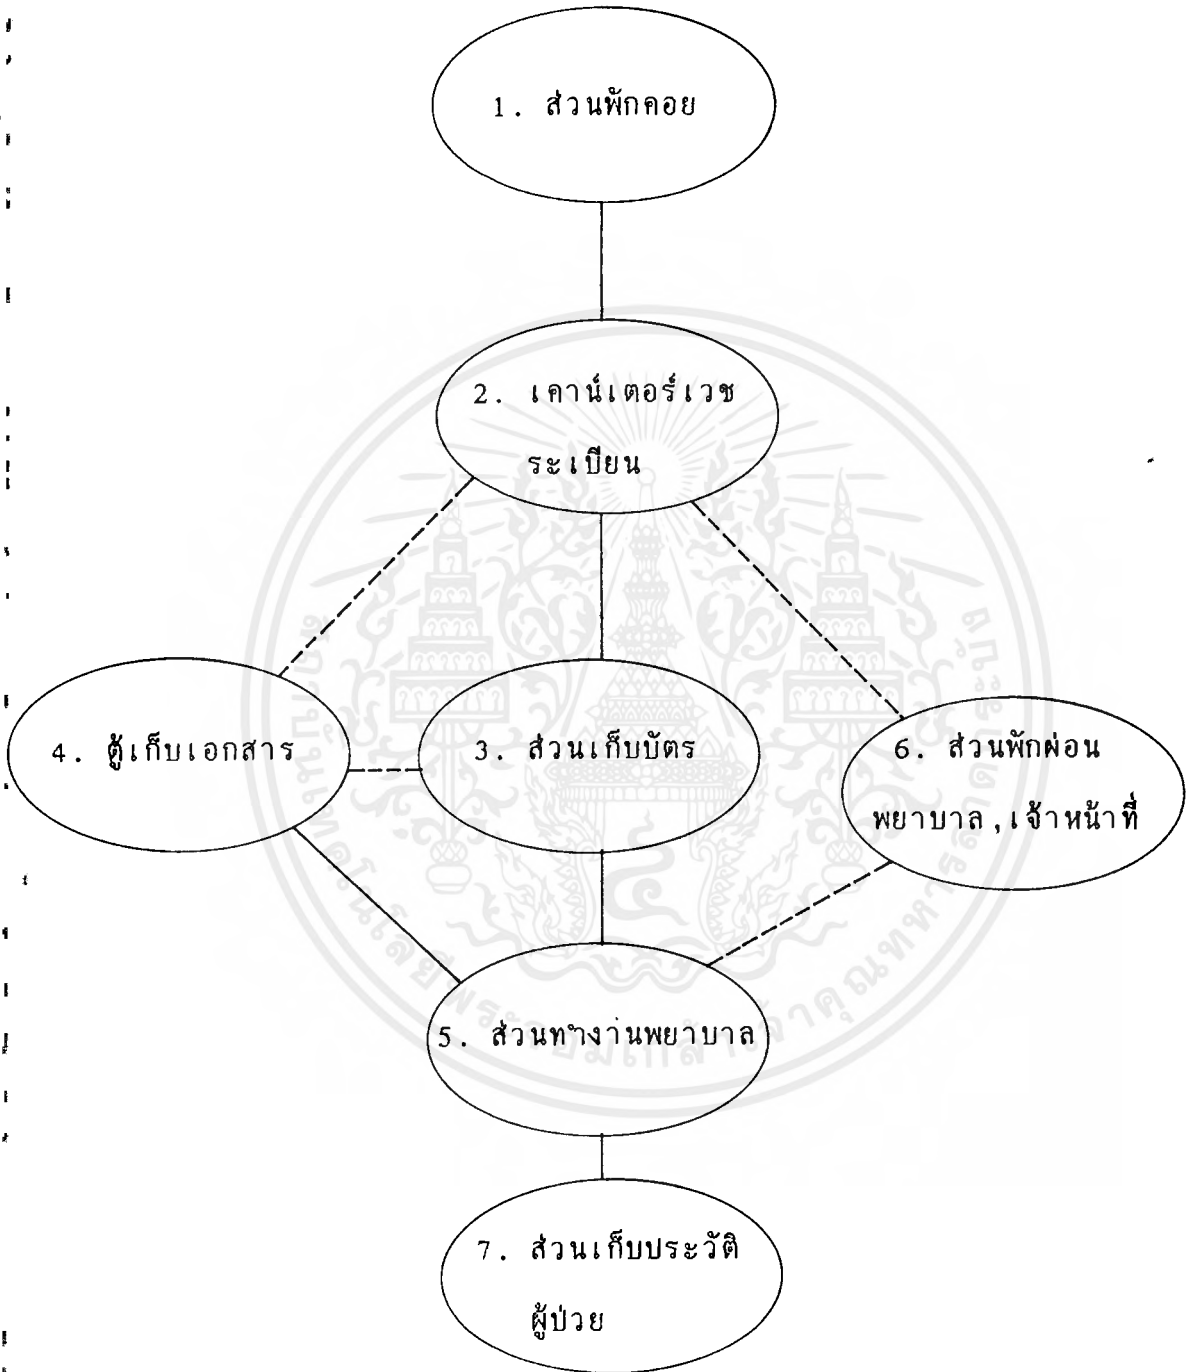 1. ส่วนพักคอย
2. เคาน์เตอร์เวช
ระเบียน
4. ตู้เก็บเอกสาร
3. ส่วนเก็บบัตร
6. ส่วนพักผ่อน
พยาบาล,เจ้าหน้าที่
5. ส่วนทำงานพยาบาล
7. ส่วนเก็บประวัติ
ผู้ป่วย